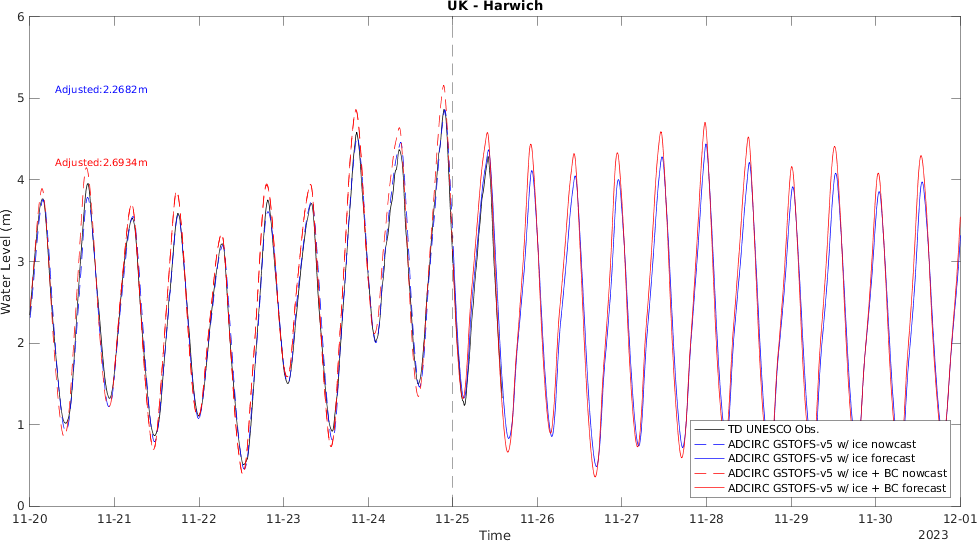 UK - Harwich
6
5
4
3
2
1
0
Water Level (m)
Adjusted:2.2682m
Adjusted:2.6934m
TD UNESCO Obs.
ADCIRC GSTOFS-v5 w/ ice nowcast
ADCIRC GSTOFS-v5 w/ ice forecast
ADCIRC GSTOFS-v5 w/ ice + BC nowcast
ADCIRC GSTOFS-v5 w/ ice + BC forecast
11-20 11-21 11-22 11-23 11-24 11-25 11-26 11-27 11-28 11-29 11-30 12-01
Time
2023